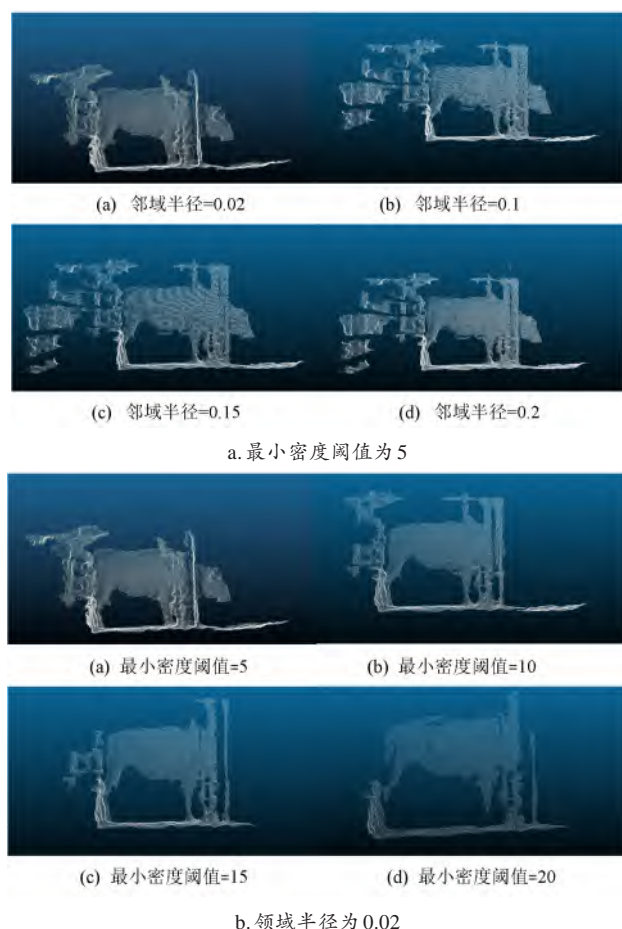 (a) 邻域半径=0.02
(b) 邻域半径=0.1
(c) 邻域半径=0.15
(d) 邻域半径=0.2
a.最小密度阈值为5
(a) 最小密度阈值=5
(b) 最小密度阈值=10
(c) 最小密度阈值=15
(d) 最小密度阈值=20
b.领域半径为0.02